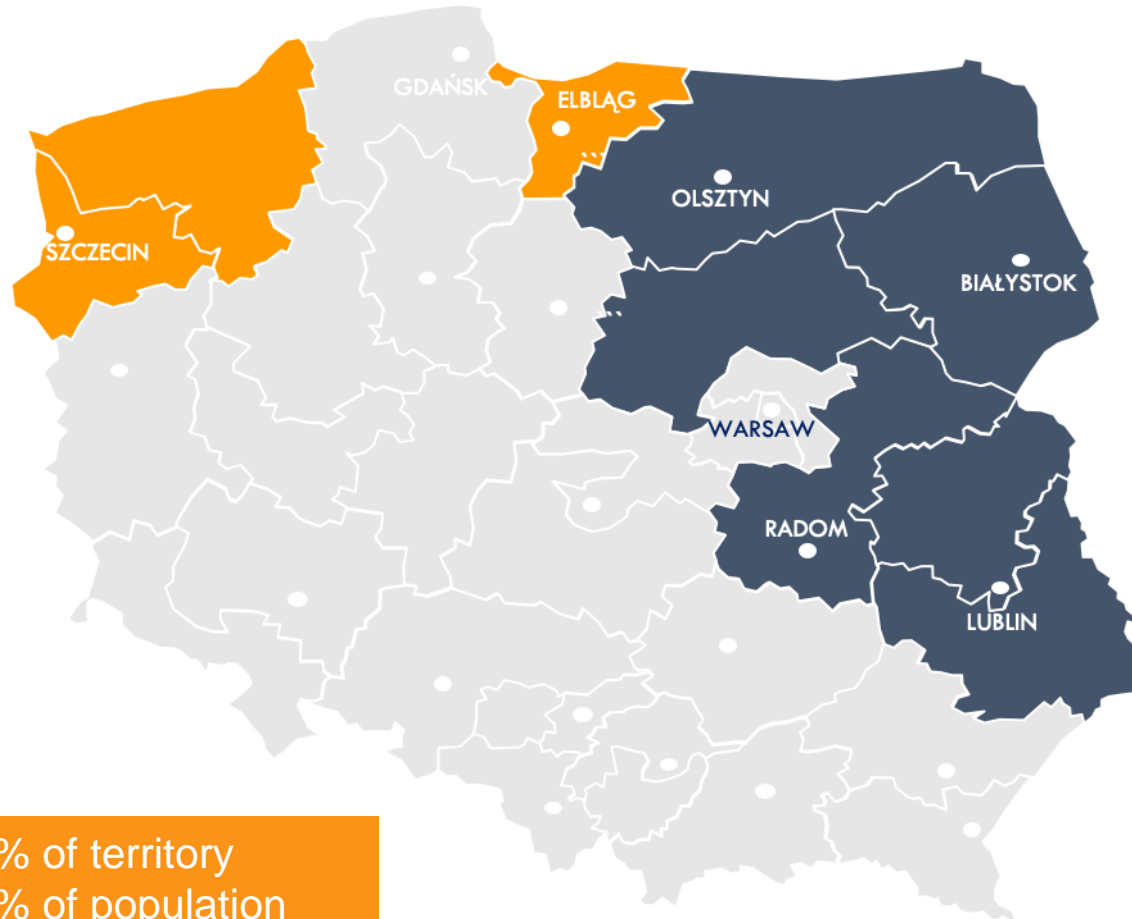 GDAŃSK
ELBLĄG
OLSZTYN
SZCZECIN
BIAŁYSTOK
WARSAW
RADOM
LUBLIN
% of territory
% of population